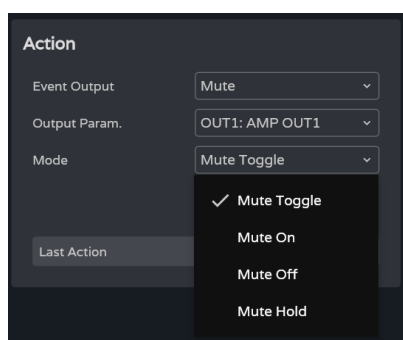 Action
Event Output Mute
Output Param. OUT1: AMP OUT1
Mode Mute Toggle
Mute Toggle
Mute On
Last Action
Mute Off
Mute Hold